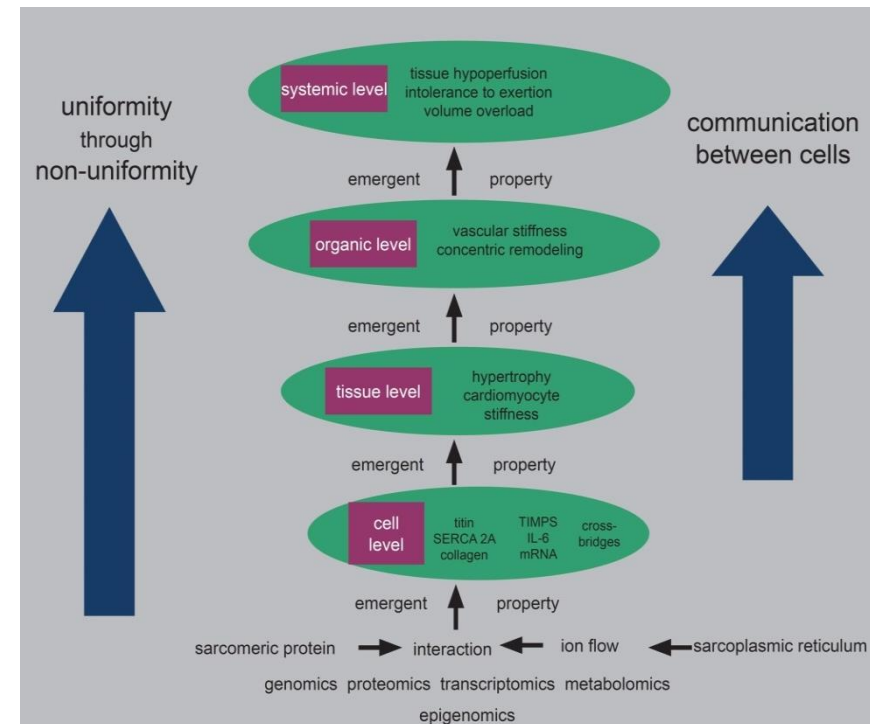 uniformity
through
non-uniformity
communication
between cells
systemic level
tissue hypoperfusion
intolerance to exertion
volume overload
emergent property
organic level
vascular stiffness
concentric remodeling
emergent property
tissue level
hypertrophy
cardiomyocyte
stiffness
emergent property
cell
level
titin
SERCA 2A
collagen
TIMPS
IL-6
mRNA
cross-
bridges
emergent property
sarcomeric protein interaction ion flow sarcoplasmic reticulum
genomics proteomics transcriptomics metabolomics
epigenomics